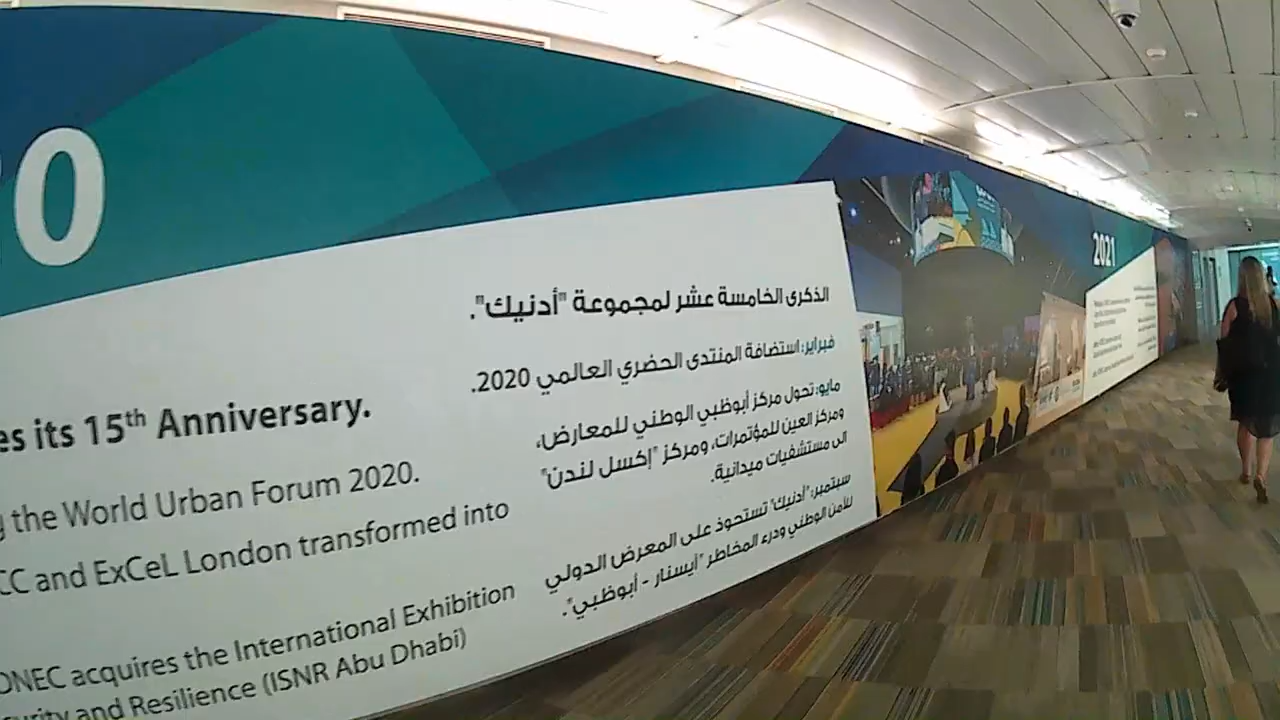 0
es its 15th Anniversary.
the World Urban Forum 2020.
CC and ExCeL London transformed into
ONEC acquires the International Exhibition
and Resilience (ISNR Abu Dhabi)
الذكرى الخامسة عشر لمجموعة "أدنيك".
فبراير: استضافة المنتدى الحضري العالمي 2020.
مايو: تحول مركز أبوظبي الوطني للمعارض،
ومركز العين للمؤتمرات، ومركز "إكسل لندن"
الى مستشفيات ميدانية.
سبتمبر: "أدنيك" تستحوذ على المعرض الدولي
للأمن الوطني ودرء المخاطر "أيسنار - أبوظبي".
2021